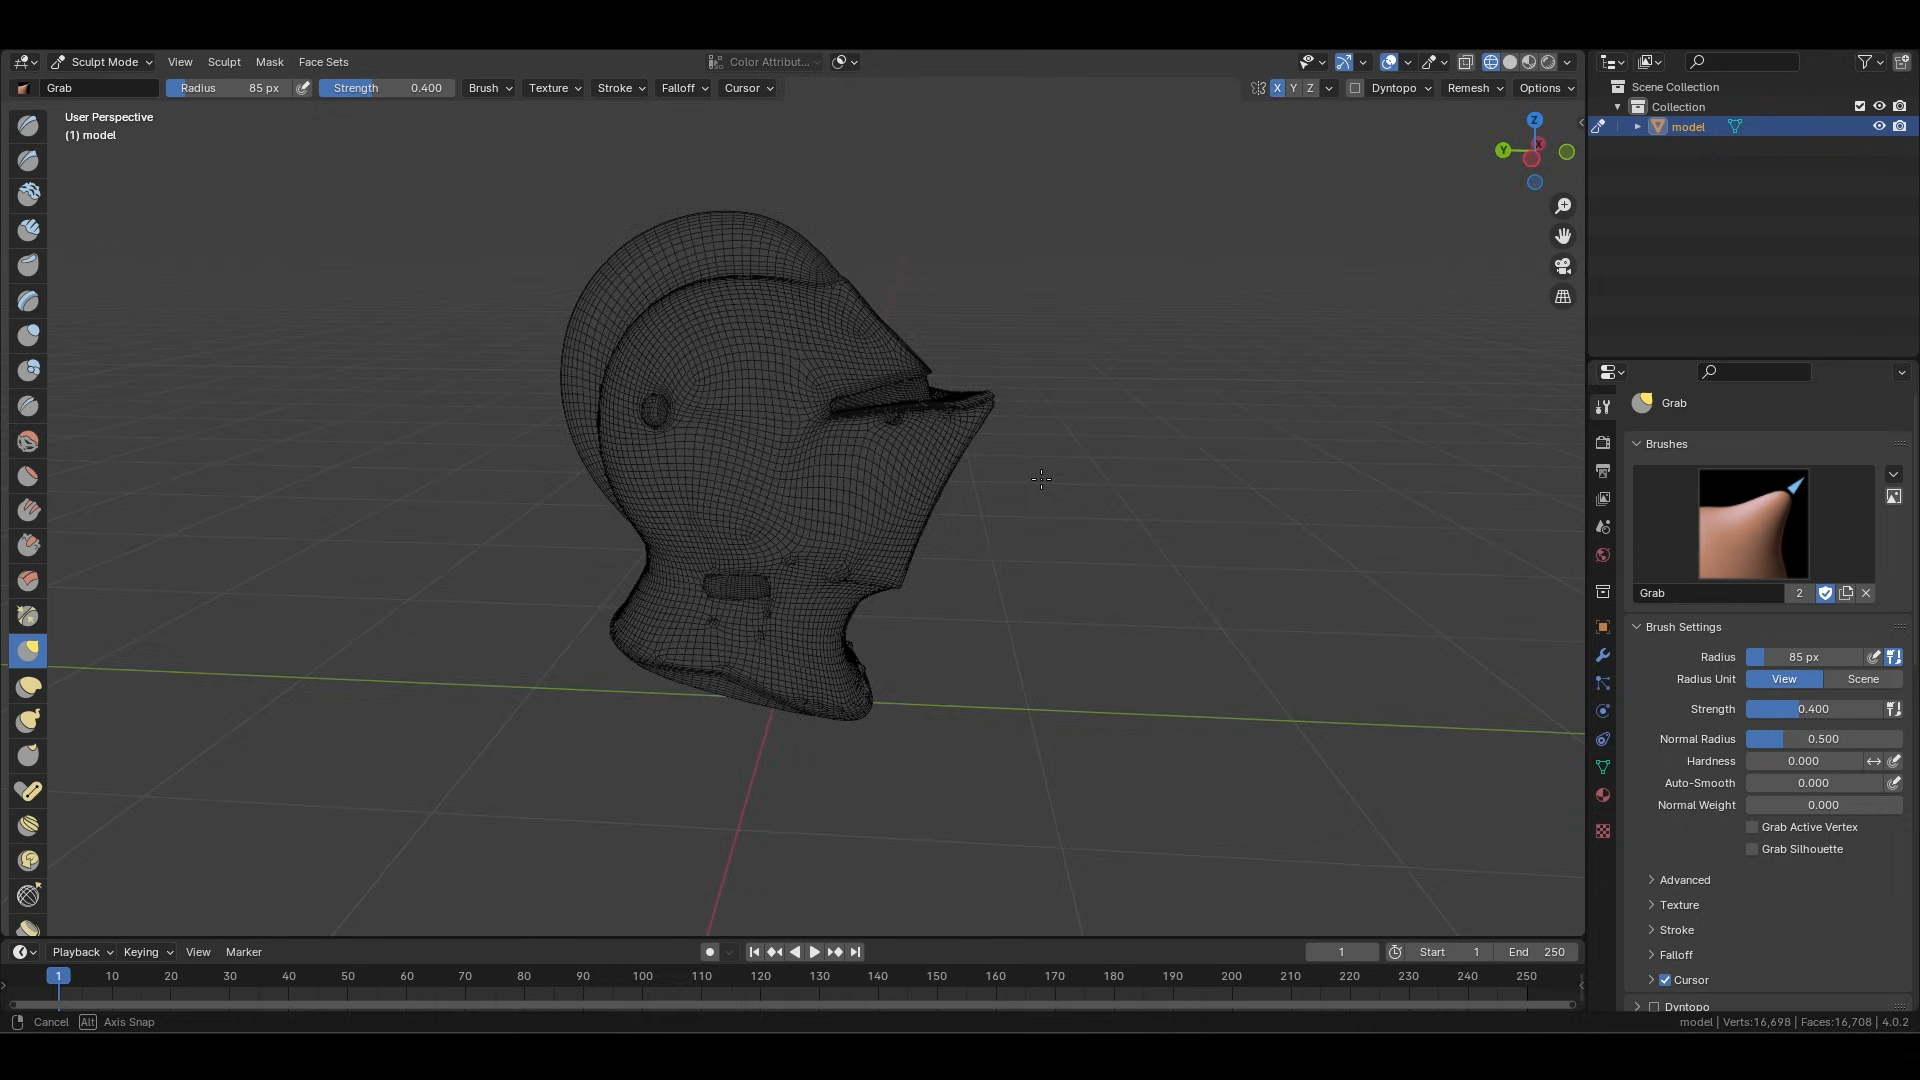 Sculpt Mode View Sculpt Mask Face Sets Color Attribut...
Grab Radius 85 px Strength 0.400 Brush Texture Stroke Falloff Cursor X Y Z Dyntopo Remesh Options
User Perspective
(1) model
Z
Y
X
Scene Collection
Collection
model
Grab
Brushes
Grab 2
Brush Settings
Radius 85 px
Radius Unit View Scene
Strength 0.400
Normal Radius 0.500
Hardness 0.000
Auto-Smooth 0.000
Normal Weight 0.000
Grab Active Vertex
Grab Silhouette
Advanced
Texture
Stroke
Falloff
Cursor
Dyntopo
Playback Keying View Marker 1 Start 1 End 250
1 10 20 30 40 50 60 70 80 90 100 110 120 130 140 150 160 170 180 190 200 210 220 230 240 250
Cancel Alt Axis Snap model | Verts:16,698 | Faces:16,708 | 4.0.2